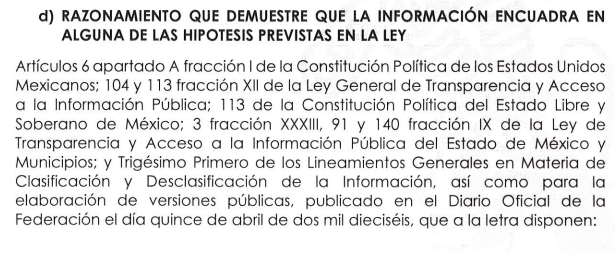 d) RAZONAMIENTO QUE DEMUESTRE QUE LA INFORMACIÓN ENCUADRA EN
ALGUNA DE LAS HIPOTESIS PREVISTAS EN LA LEY
Artículos 6 apartado A fracción I de la Constitución Política de los Estados Unidos
Mexicanos; 104 y 113 fracción XII de la Ley General de Transparencia y Acceso
a la Información Pública; 113 de la Constitución Política del Estado Libre y
Soberano de México; 3 fracción XXXIII, 91 y 140 fracción IX de la Ley de
Transparencia y Acceso a la Información Pública del Estado de México y
Municipios; y Trigésimo Primero de los Lineamientos Generales en Materia de
Clasificación y Desclasificación de la Información, así como para la
elaboración de versiones públicas, publicado en el Diario Oficial de la
Federación el día quince de abril de dos mil dieciséis, que a la letra disponen: